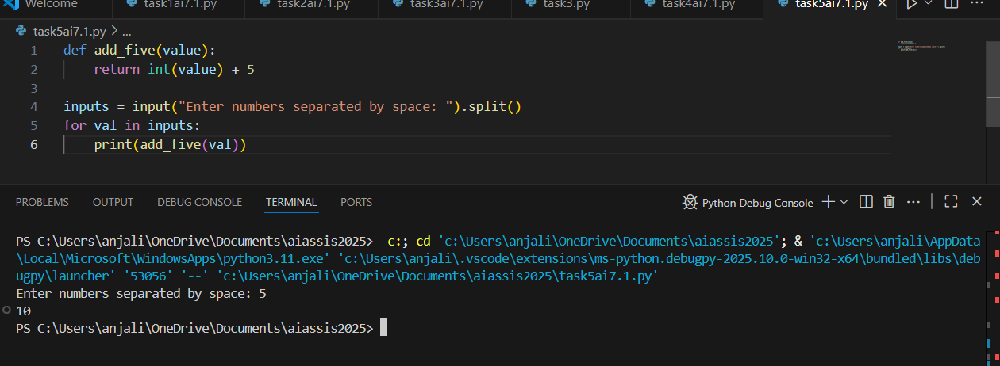 Welcome task1ai7.1.py task2ai7.1.py task3ai7.1.py task3.py task4ai7.1.py task5ai7.1.py
task5ai7.1.py > ...
1 def add_five(value):
2 return int(value) + 5
3
4 inputs = input("Enter numbers separated by space: ").split()
5 for val in inputs:
6 print(add_five(val))
PROBLEMS OUTPUT DEBUG CONSOLE TERMINAL PORTS Python Debug Console
PS C:\Users\anjali\OneDrive\Documents\aiassis2025> c:; cd 'c:\Users\anjali\OneDrive\Documents\aiassis2025'; & 'c:\Users\anjali\AppData
\Local\Microsoft\WindowsApps\python3.11.exe' 'c:\Users\anjali\.vscode\extensions\ms-python.debugpy-2025.10.0-win32-x64\bundled\libs\deb
ugpy\launcher' '53056' '--' 'c:\Users\anjali\OneDrive\Documents\aiassis2025\task5ai7.1.py'
Enter numbers separated by space: 5
10
PS C:\Users\anjali\OneDrive\Documents\aiassis2025>